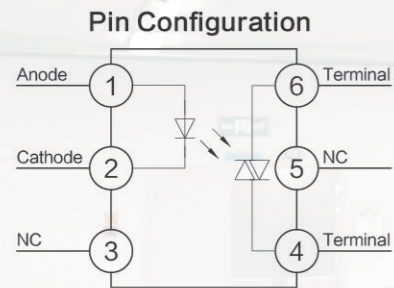 Pin Configuration
Anode 1 6 Terminal
Cathode 2 5 NC
NC 3 4 Terminal